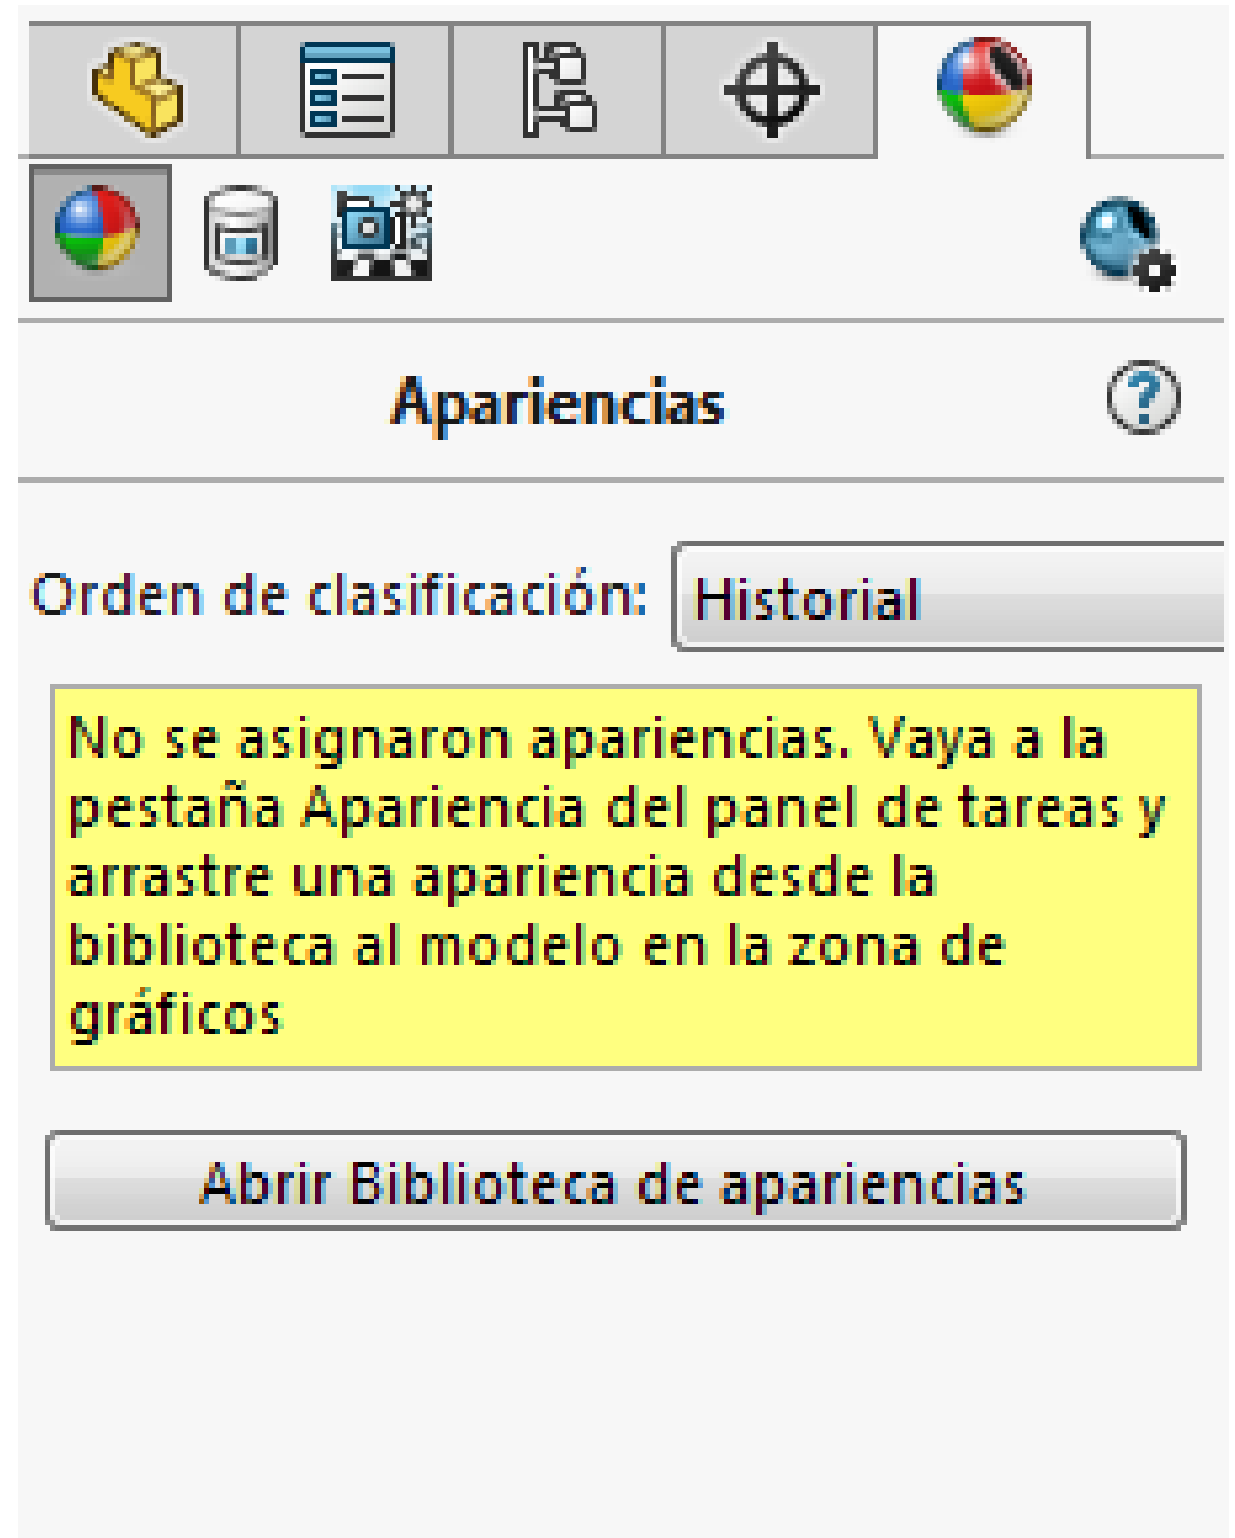 Apariencias
Orden de clasificación: Historial
No se asignaron apariencias. Vaya a la
pestaña Apariencia del panel de tareas y
arrastre una apariencia desde la
biblioteca al modelo en la zona de
gráficos
Abrir Biblioteca de apariencias